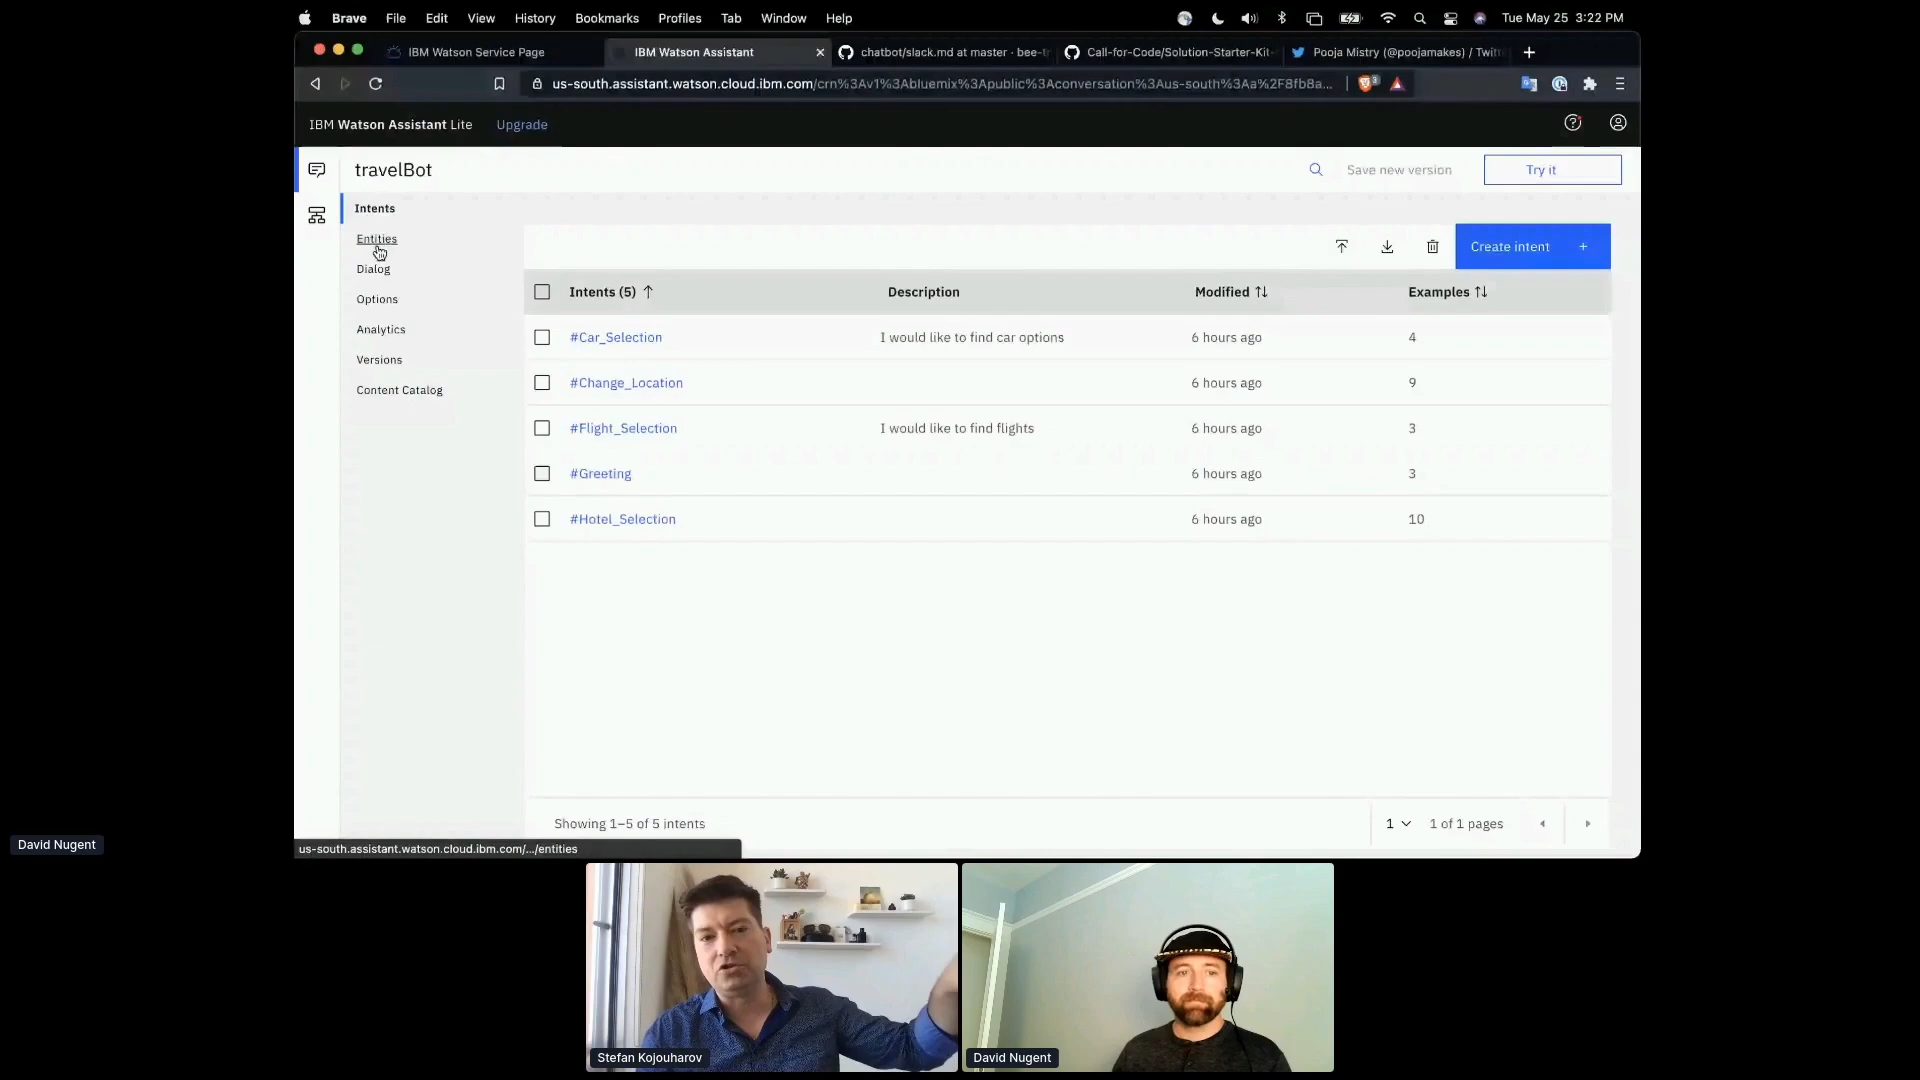 Brave File Edit View History Bookmarks Profiles Tab Window Help Tue May 25 3:22 PM
IBM Watson Service Page IBM Watson Assistant chatbot/slack.md at master · bee-tr Call-for-Code/Solution-Starter-Kit- Pooja Mistry (@poojamakes) / Twitt
us-south.assistant.watson.cloud.ibm.com/crn%3Av1%3Abluemix%3Apublic%3Aconversation%3Aus-south%3Aa%2F8fb8a... 3
IBM Watson Assistant Lite Upgrade
travelBot Save new version Try it
Intents
Entities
Dialog
Options
Analytics
Versions
Content Catalog
Create intent +
Intents (5) Description Modified Examples
#Car_Selection I would like to find car options 6 hours ago 4
#Change_Location 6 hours ago 9
#Flight_Selection I would like to find flights 6 hours ago 3
#Greeting 6 hours ago 3
#Hotel_Selection 6 hours ago 10
Showing 1–5 of 5 intents 1 1 of 1 pages
us-south.assistant.watson.cloud.ibm.com/.../entities
David Nugent
Stefan Kojouharov
David Nugent